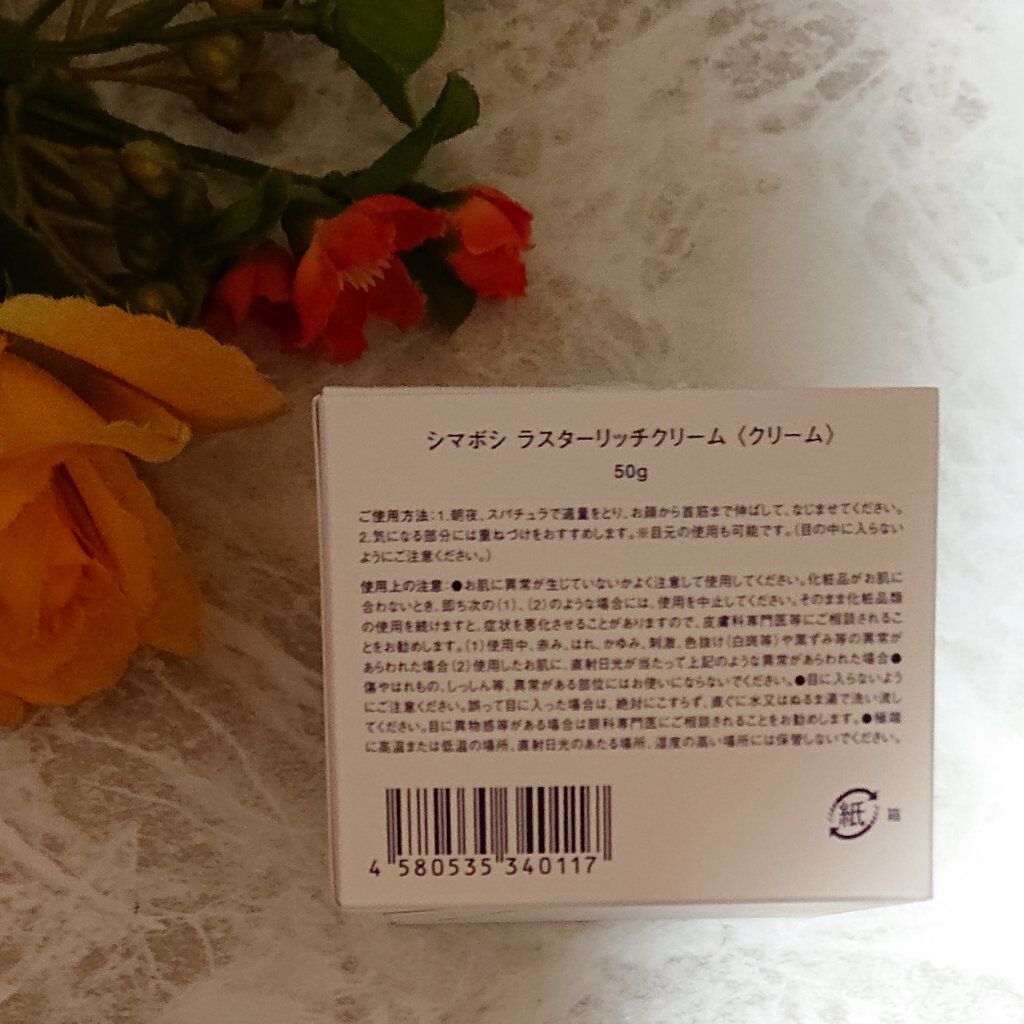 シマボシ ラスターリッチクリーム〈クリーム〉
50g
ご使用方法:1.朝夜、スパチュラで適量をとり、お顔から首筋まで伸ばして、なじませてください。
2.気になる部分には重ねづけをおすすめします。※目元の使用も可能です。(目の中に入らない
ようにご注意ください。)
使用上の注意:●お肌に異常が生じていないかよく注意して使用してください。化粧品がお肌に
合わないとき、即ち次の(1)、(2)のような場合には、使用を中止してください。そのまま化粧品類
の使用を続けますと、症状を悪化させることがありますので、皮膚科専門医等にご相談されるこ
とをお勧めします。(1)使用中、赤み、はれ、かゆみ、刺激、色抜け(白斑等)や黒ずみ等の異常が
あらわれた場合(2)使用したお肌に、直射日光が当たって上記のような異常があらわれた場合●
傷やはれもの、しっしん等、異常がある部位にはお使いにならないでください。●目に入らないよう
にご注意ください。誤って目に入った場合は、絶対にこすらず、直ぐに水又はぬるま湯で洗い流し
てください。目に異物感等がある場合は眼科専門医にご相談されることをお勧めします。●極端
に高温または低温の場所、直射日光のあたる場所、湿度の高い場所には保管しないでください。
紙 箱
4 580535 340117